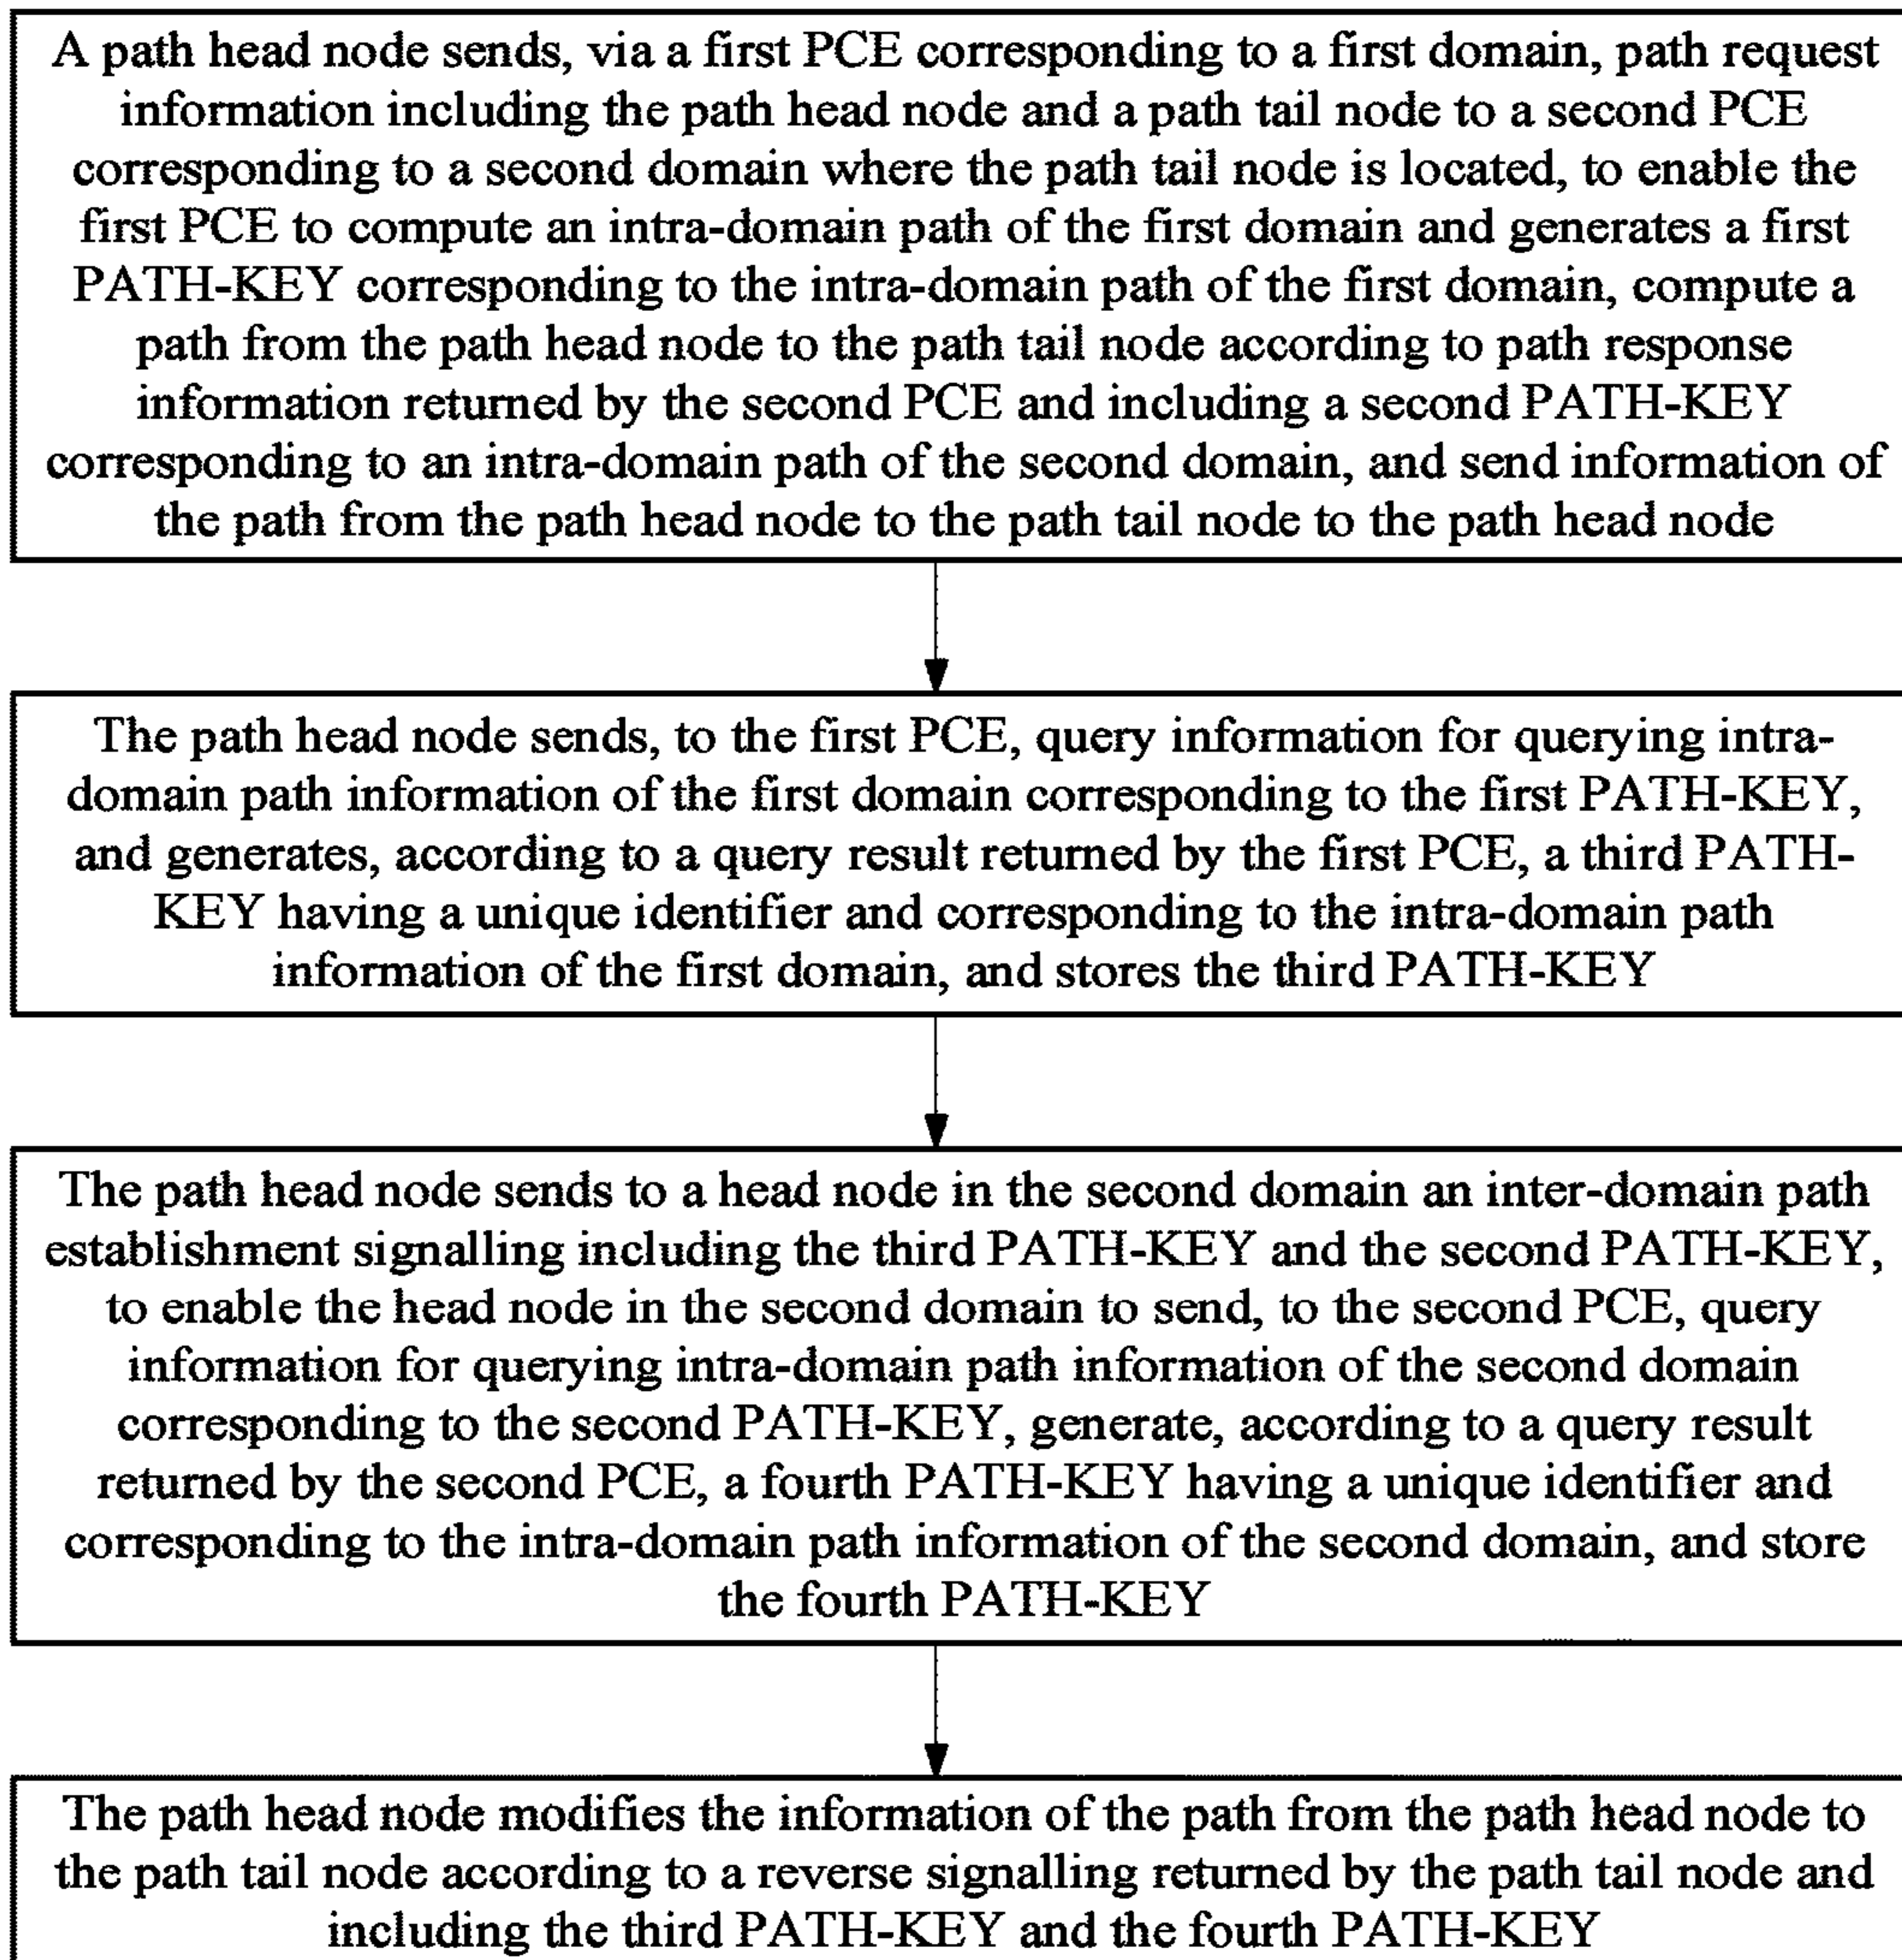 A path head node sends, via a first PCE corresponding to a first domain, path request
information including the path head node and a path tail node to a second PCE
corresponding to a second domain where the path tail node is located, to enable the
first PCE to compute an intra-domain path of the first domain and generates a first
PATH-KEY corresponding to the intra-domain path of the first domain, compute a
path from the path head node to the path tail node according to path response
information returned by the second PCE and including a second PATH-KEY
corresponding to an intra-domain path of the second domain, and send information of
the path from the path head node to the path tail node to the path head node
The path head node sends, to the first PCE, query information for querying intra-
domain path information of the first domain corresponding to the first PATH-KEY,
and generates, according to a query result returned by the first PCE, a third PATH-
KEY having a unique identifier and corresponding to the intra-domain path
information of the first domain, and stores the third PATH-KEY
The path head node sends to a head node in the second domain an inter-domain path
establishment signalling including the third PATH-KEY and the second PATH-KEY,
to enable the head node in the second domain to send, to the second PCE, query
information for querying intra-domain path information of the second domain
corresponding to the second PATH-KEY, generate, according to a query result
returned by the second PCE, a fourth PATH-KEY having a unique identifier and
corresponding to the intra-domain path information of the second domain, and store
the fourth PATH-KEY
The path head node modifies the information of the path from the path head node to
the path tail node according to a reverse signalling returned by the path tail node and
including the third PATH-KEY and the fourth PATH-KEY